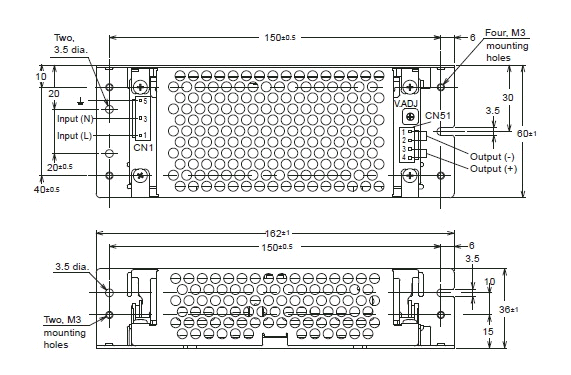 Two,
3.5 dia.
150±0.5
6
Four, M3
mounting
holes
10
20
Input (N)
Input (L)
20±0.5
40±0.5
5
3
1
CN1
V.ADJ
CN51
1
2
3
4
30
3.5
60±1
Output (-)
Output (+)
162±1
150±0.5
6
3.5
3.5 dia.
10
36±1
15
Two, M3
mounting
holes